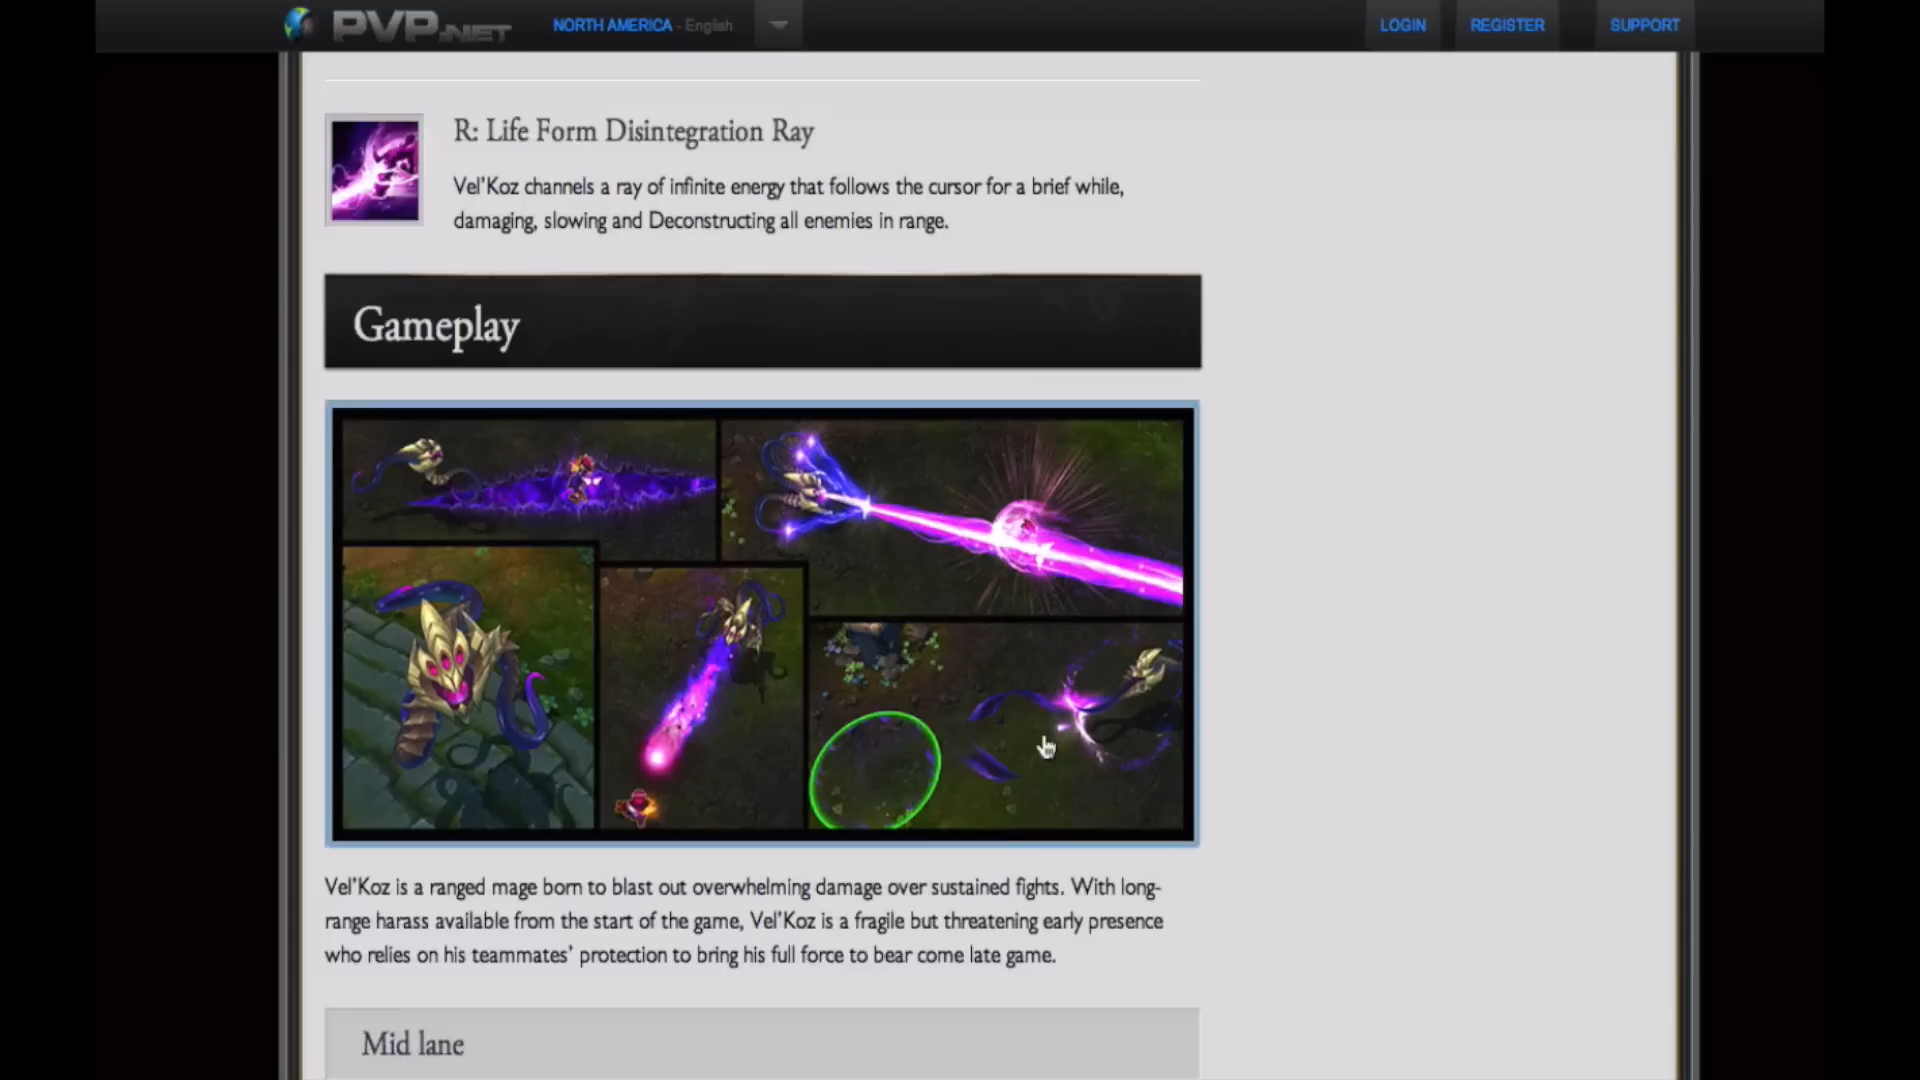 PVP.NET
NORTH AMERICA - English
LOGIN
REGISTER
SUPPORT
R: Life Form Disintegration Ray
Vel'Koz channels a ray of infinite energy that follows the cursor for a brief while,
damaging, slowing and Deconstructing all enemies in range.
Gameplay
Vel'Koz is a ranged mage born to blast out overwhelming damage over sustained fights. With long-
range harass available from the start of the game, Vel'Koz is a fragile but threatening early presence
who relies on his teammates' protection to bring his full force to bear come late game.
Mid lane